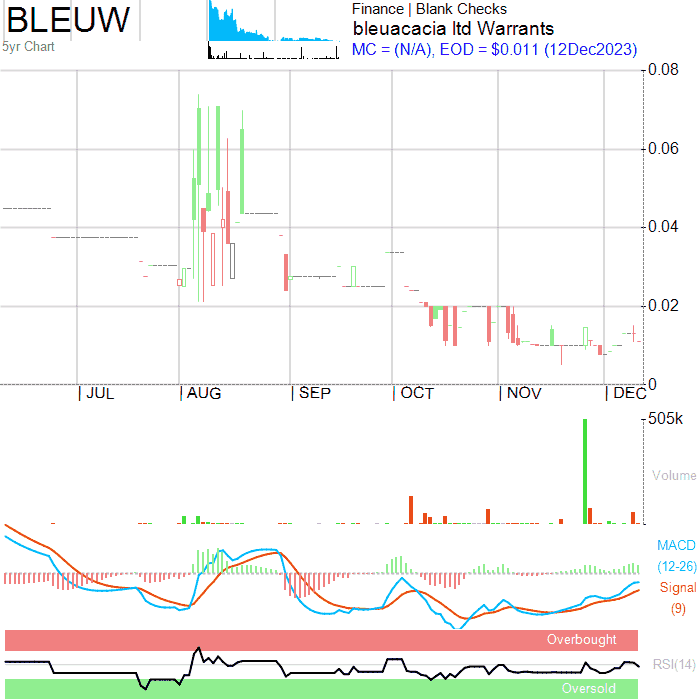 BLEUW
5yr Chart
Finance | Blank Checks
bleuacacia ltd Warrants
MC = (N/A), EOD = $0.011 (12Dec2023)
0.08
0.06
0.04
0.02
0
JUL AUG SEP OCT NOV DEC
505k
Volume
MACD
(12-26)
Signal
(9)
Overbought
RSI(14)
Oversold